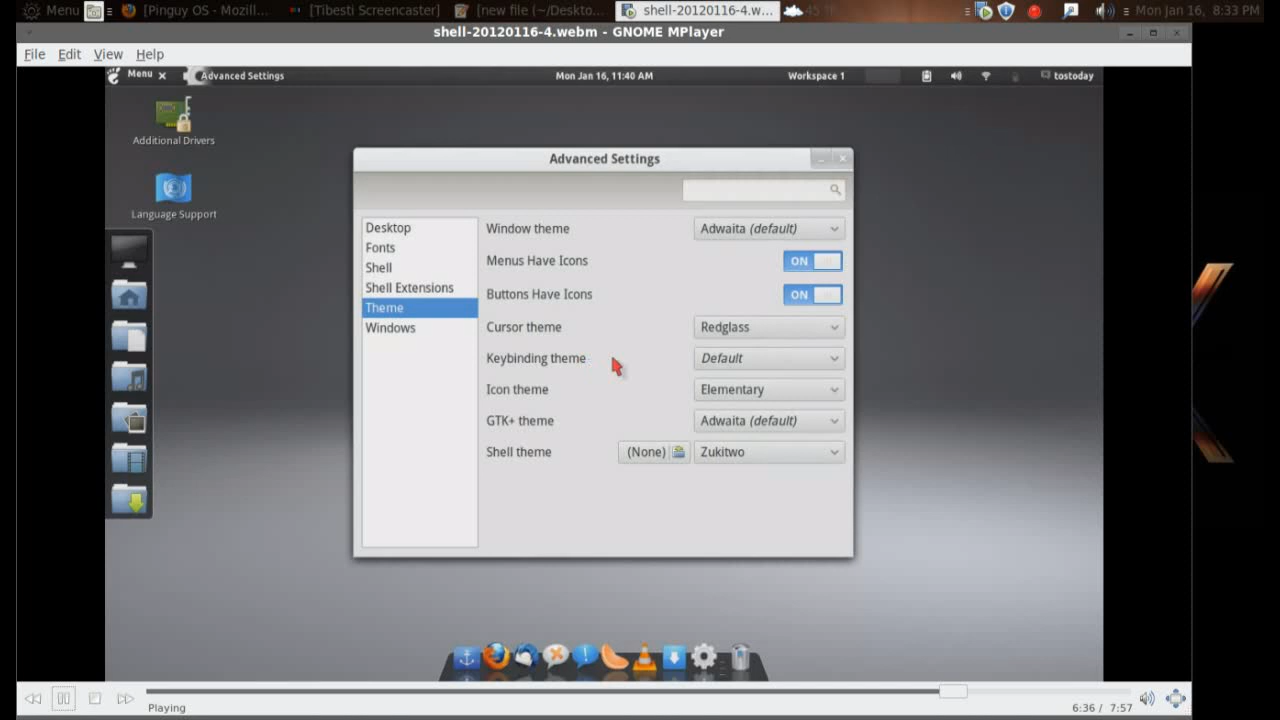 Menu [Pinguy OS - Mozill... [Tibesti Screencaster] [new file (~/Deskto... shell-20120116-4.w... 45 °F Mon Jan 16, 8:33 PM
shell-20120116-4.webm - GNOME MPlayer
File Edit View Help
Menu Advanced Settings Mon Jan 16, 11:40 AM Workspace 1 tostoday
Additional Drivers
Language Support
Advanced Settings
Desktop
Fonts
Shell
Shell Extensions
Theme
Windows
Window theme Adwaita (default)
Menus Have Icons ON
Buttons Have Icons ON
Cursor theme Redglass
Keybinding theme Default
Icon theme Elementary
GTK+ theme Adwaita (default)
Shell theme (None) Zukitwo
Playing 6:36 / 7:57